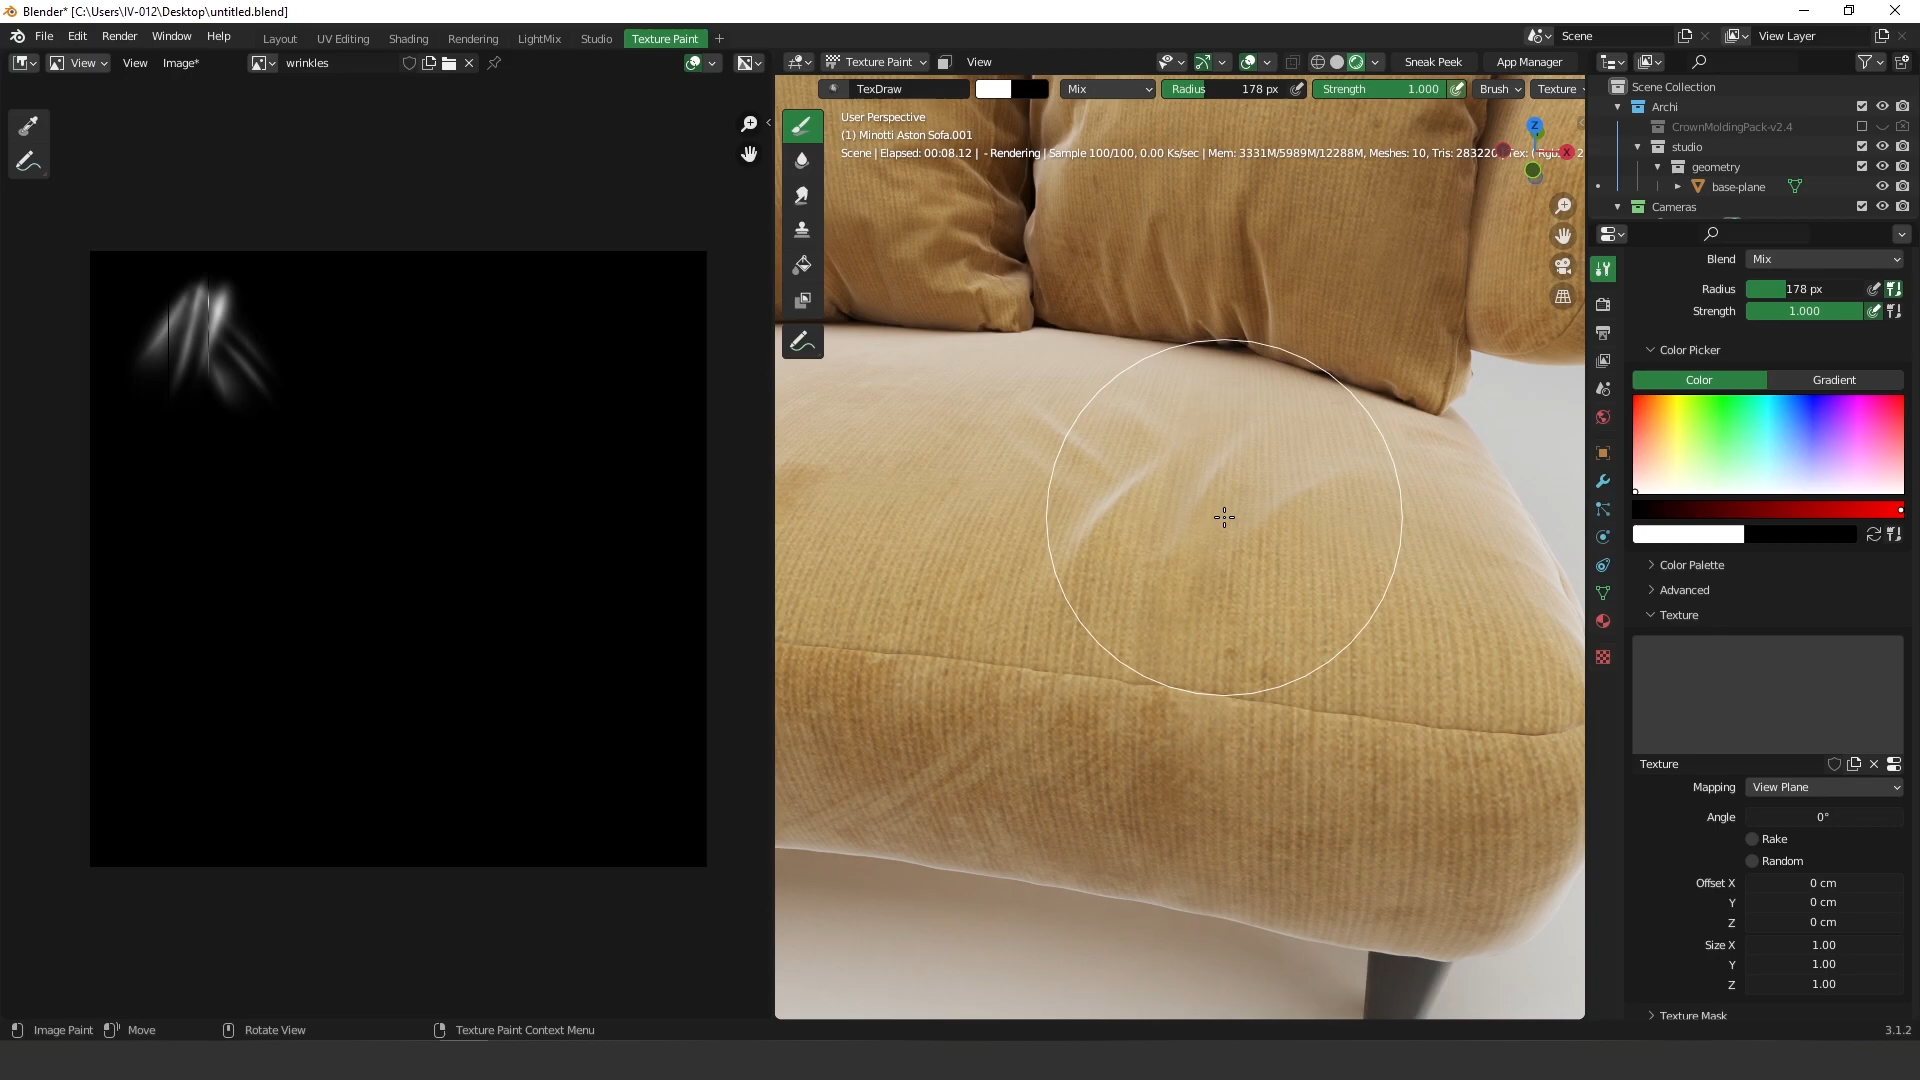 Blender* [C:\Users\IV-012\Desktop\untitled.blend]
File Edit Render Window Help
Layout UV Editing Shading Rendering LightMix Studio Texture Paint +
Scene View Layer
View View Image* wrinkles
Texture Paint View Sneak Peek App Manager
TexDraw Mix Radius 178 px Strength 1.000 Brush Texture
User Perspective
(1) Minotti Aston Sofa.001
Scene | Elapsed: 00:08.12 | - Rendering | Sample 100/100, 0.00 Ks/sec | Mem: 3331M/5989M/12288M, Meshes: 10, Tris: 283220
Z
X
Scene Collection
Archi
CrownMoldingPack-v2.4
studio
geometry
base-plane
Cameras
Blend Mix
Radius 178 px
Strength 1.000
Color Picker
Color Gradient
Color Palette
Advanced
Texture
Texture
Mapping View Plane
Angle 0°
Rake
Random
Offset X 0 cm
Y 0 cm
Z 0 cm
Size X 1.00
Y 1.00
Z 1.00
Texture Mask
Image Paint Move Rotate View Texture Paint Context Menu 3.1.2